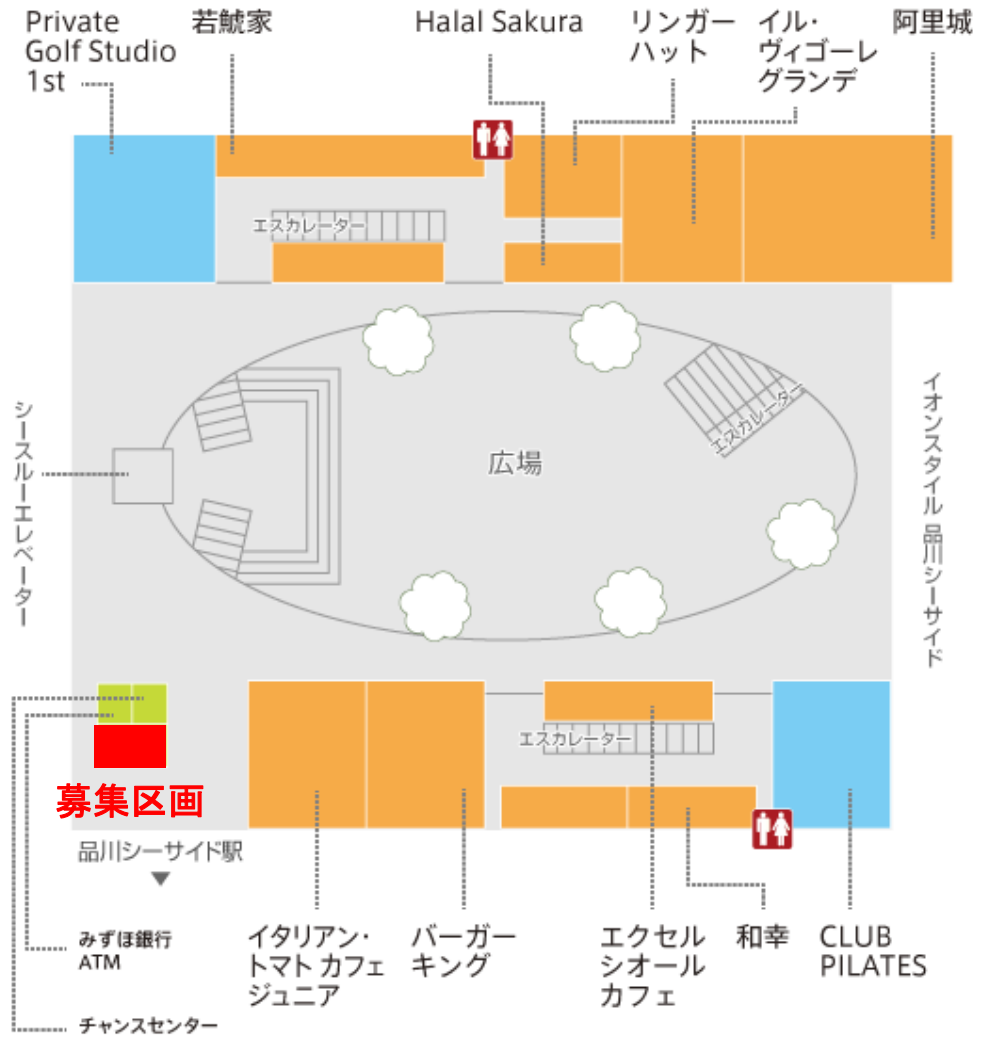 Private
Golf Studio
1st
若鯱家
Halal Sakura
リンガー
ハット
イル・
ヴィゴーレ
グランデ
阿里城
エスカレーター
エスカレーター
シースルーエレベーター
広場
イオンスタイル 品川シーサイド
エスカレーター
募集区画
品川シーサイド駅
みずほ銀行
ATM
チャンスセンター
イタリアン・
トマト カフェ
ジュニア
バーガー
キング
エクセル
シオール
カフェ
和幸
CLUB
PILATES